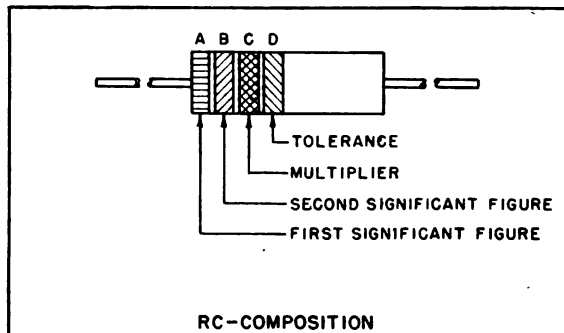 A B C D
TOLERANCE
MULTIPLIER
SECOND SIGNIFICANT FIGURE
FIRST SIGNIFICANT FIGURE
RC-COMPOSITION